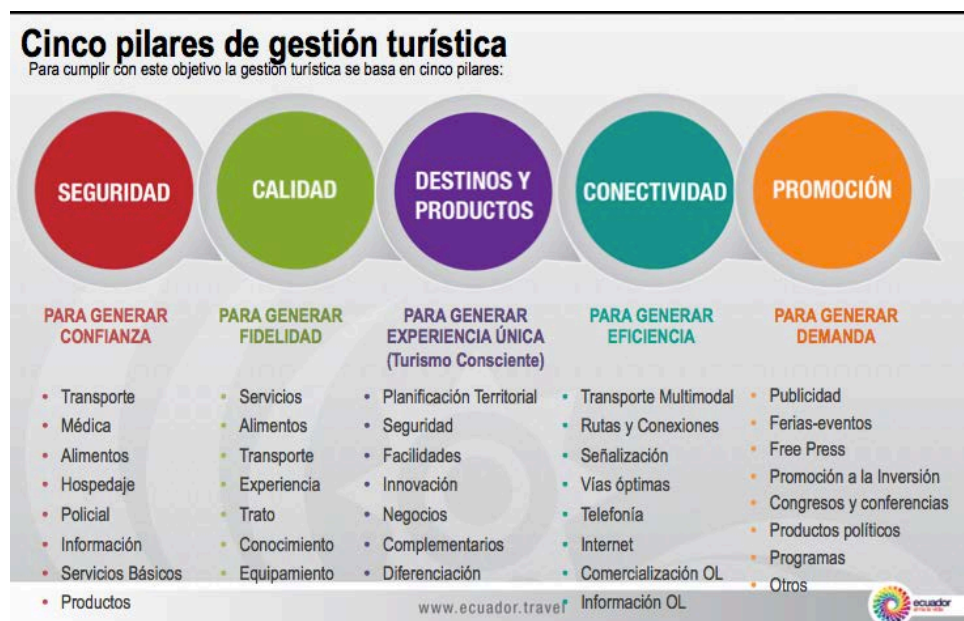 Cinco pilares de gestión turística
Para cumplir con este objetivo la gestión turística se basa en cinco pilares:
SEGURIDAD
CALIDAD
DESTINOS Y
PRODUCTOS
CONECTIVIDAD
PROMOCIÓN
PARA GENERAR
CONFIANZA
PARA GENERAR
FIDELIDAD
PARA GENERAR
EXPERIENCIA ÚNICA
(Turismo Consciente)
PARA GENERAR
EFICIENCIA
PARA GENERAR
DEMANDA
• Transporte
• Médica
• Alimentos
• Hospedaje
• Policial
• Información
• Servicios Básicos
• Productos
• Servicios
• Alimentos
• Transporte
• Experiencia
• Trato
• Conocimiento
• Equipamiento
• Planificación Territorial
• Seguridad
• Facilidades
• Innovación
• Negocios
• Complementarios
• Diferenciación
• Transporte Multimodal
• Rutas y Conexiones
• Señalización
• Vías óptimas
• Telefonía
• Internet
• Comercialización OL
• Información OL
• Publicidad
• Ferias-eventos
• Free Press
• Promoción a la Inversión
• Congresos y conferencias
• Productos políticos
• Programas
• Otros
www.ecuador.travel
ecuador